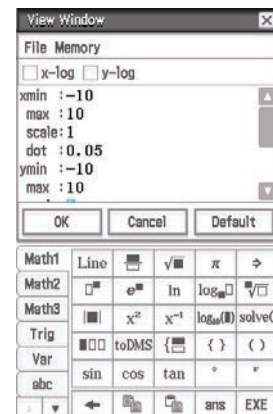 View Window
File Memory
x-log y-log
xmin :-10
max :10
scale:1
dot :0.05
ymin :-10
max :10
OK Cancel Default
Math1 Line √■ π ⇒
Math2 e■ ln log■□ ■√□
Math3 |■| x² x⁻¹ log₁₀(■) solve(
Trig ■□□ toDMS { } ( )
Var sin cos tan ° r
abc
ans EXE